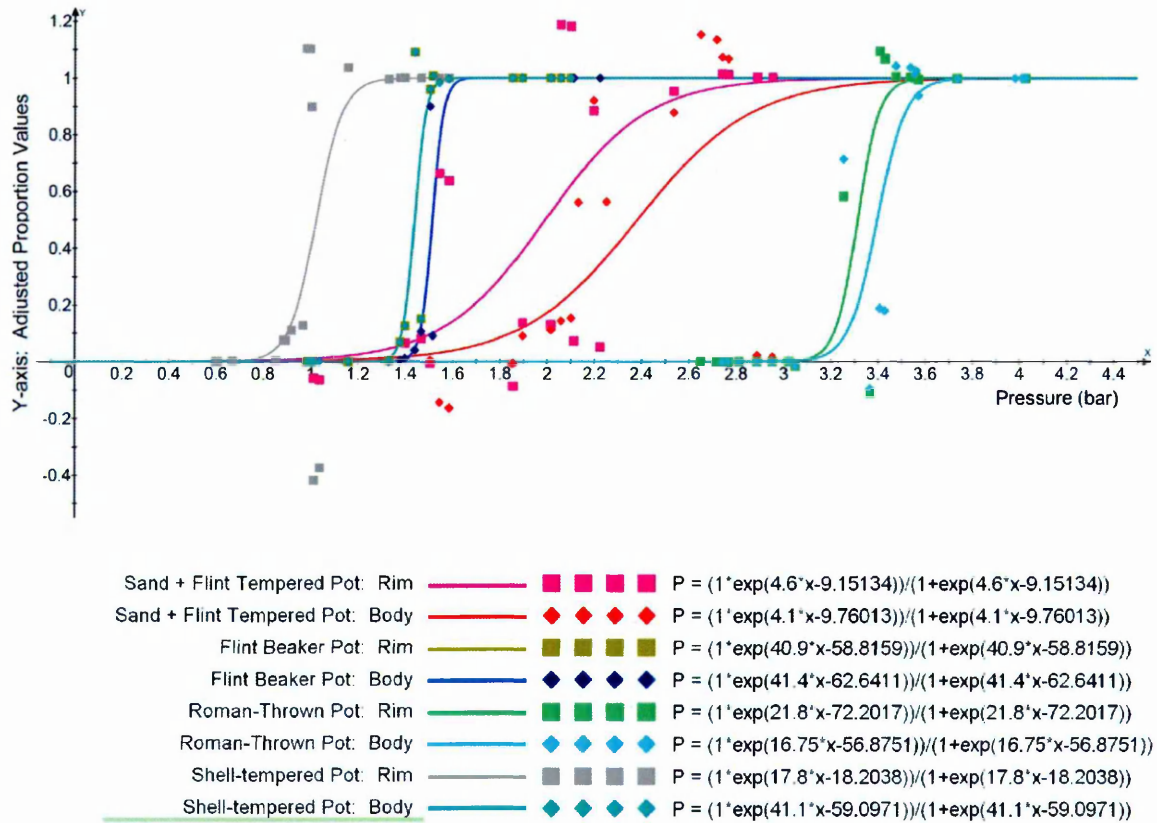 Y
1.2
1
0.8
0.6
0.4
0.2
-0.2
-0.4
Y-axis: Adjusted Proportion Values
0 0.2 0.4 0.6 0.8 1 1.2 1.4 1.6 1.8 2 2.2 2.4 2.6 2.8 3 3.2 3.4 3.6 3.8 4 4.2 4.4
x
Pressure (bar)
Sand + Flint Tempered Pot: Rim P = (1*exp(4.6*x-9.15134))/(1+exp(4.6*x-9.15134))
Sand + Flint Tempered Pot: Body P = (1*exp(4.1*x-9.76013))/(1+exp(4.1*x-9.76013))
Flint Beaker Pot: Rim P = (1*exp(40.9*x-58.8159))/(1+exp(40.9*x-58.8159))
Flint Beaker Pot: Body P = (1*exp(41.4*x-62.6411))/(1+exp(41.4*x-62.6411))
Roman-Thrown Pot: Rim P = (1*exp(21.8*x-72.2017))/(1+exp(21.8*x-72.2017))
Roman-Thrown Pot: Body P = (1*exp(16.75*x-56.8751))/(1+exp(16.75*x-56.8751))
Shell-tempered Pot: Rim P = (1*exp(17.8*x-18.2038))/(1+exp(17.8*x-18.2038))
Shell-tempered Pot: Body P = (1*exp(41.1*x-59.0971))/(1+exp(41.1*x-59.0971))